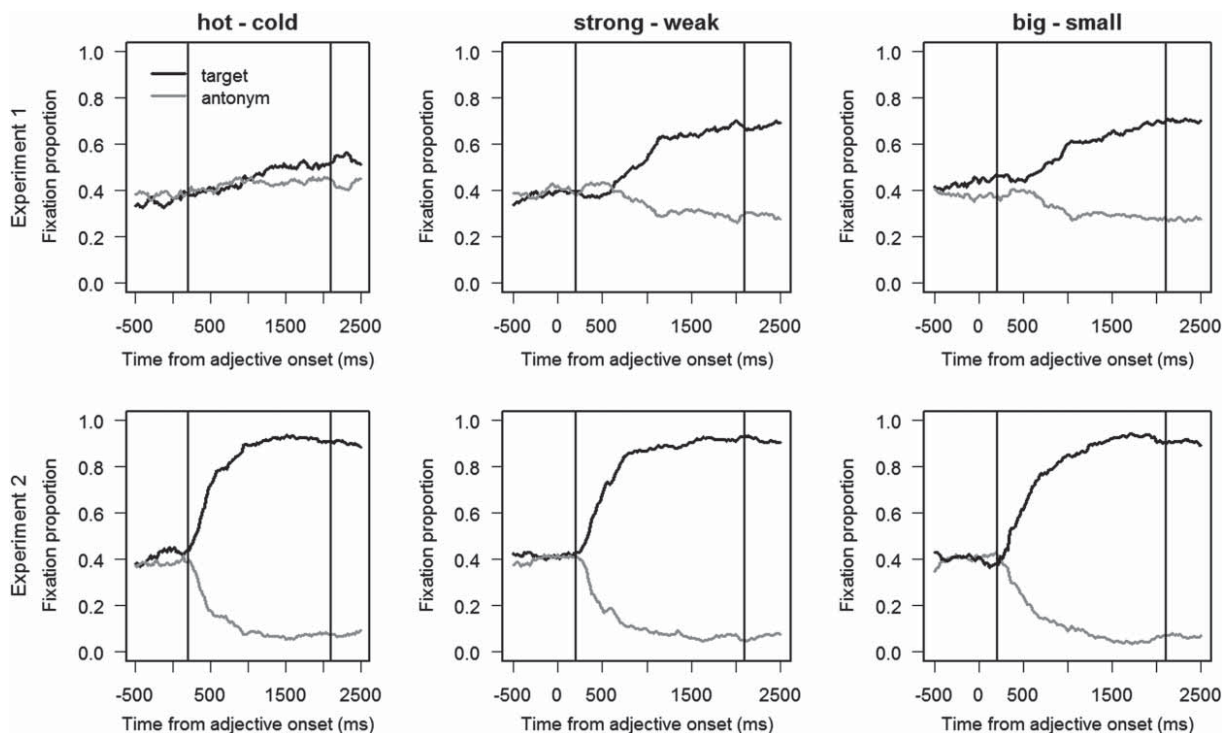 hot - cold strong - weak big - small
Experiment 1
Fixation proportion Fixation proportion Fixation proportion
1.0 1.0 1.0
target
antonym
0.8 0.8 0.8
0.6 0.6 0.6
0.4 0.4 0.4
0.2 0.2 0.2
0.0 0.0 0.0
-500 500 1500 2500 -500 0 500 1500 2500 -500 0 500 1500 2500
Time from adjective onset (ms) Time from adjective onset (ms) Time from adjective onset (ms)
Experiment 2
Fixation proportion Fixation proportion Fixation proportion
1.0 1.0 1.0
0.8 0.8 0.8
0.6 0.6 0.6
0.4 0.4 0.4
0.2 0.2 0.2
0.0 0.0 0.0
-500 500 1500 2500 -500 0 500 1500 2500 -500 0 500 1500 2500
Time from adjective onset (ms) Time from adjective onset (ms) Time from adjective onset (ms)